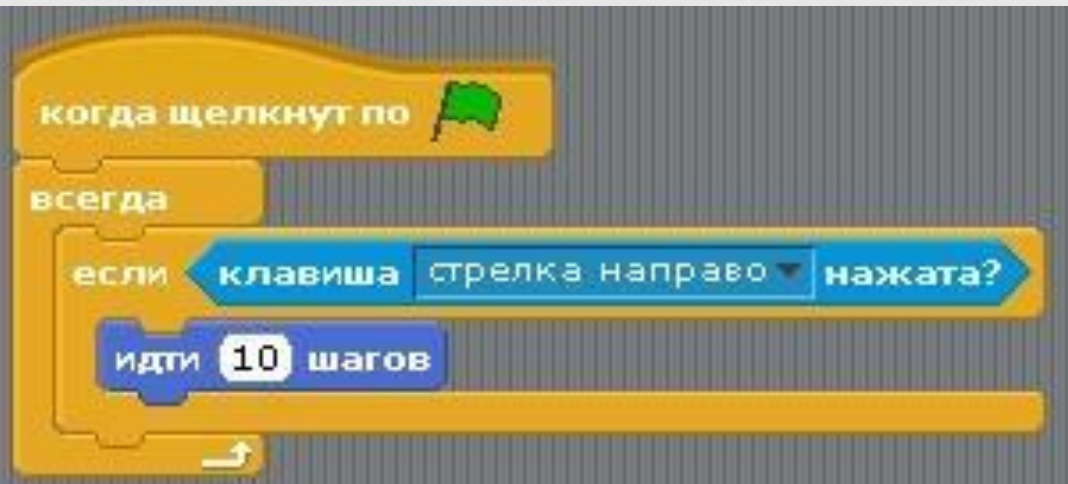 когда щелкнут по
всегда
если клавиша стрелка направо нажата?
идти 10 шагов